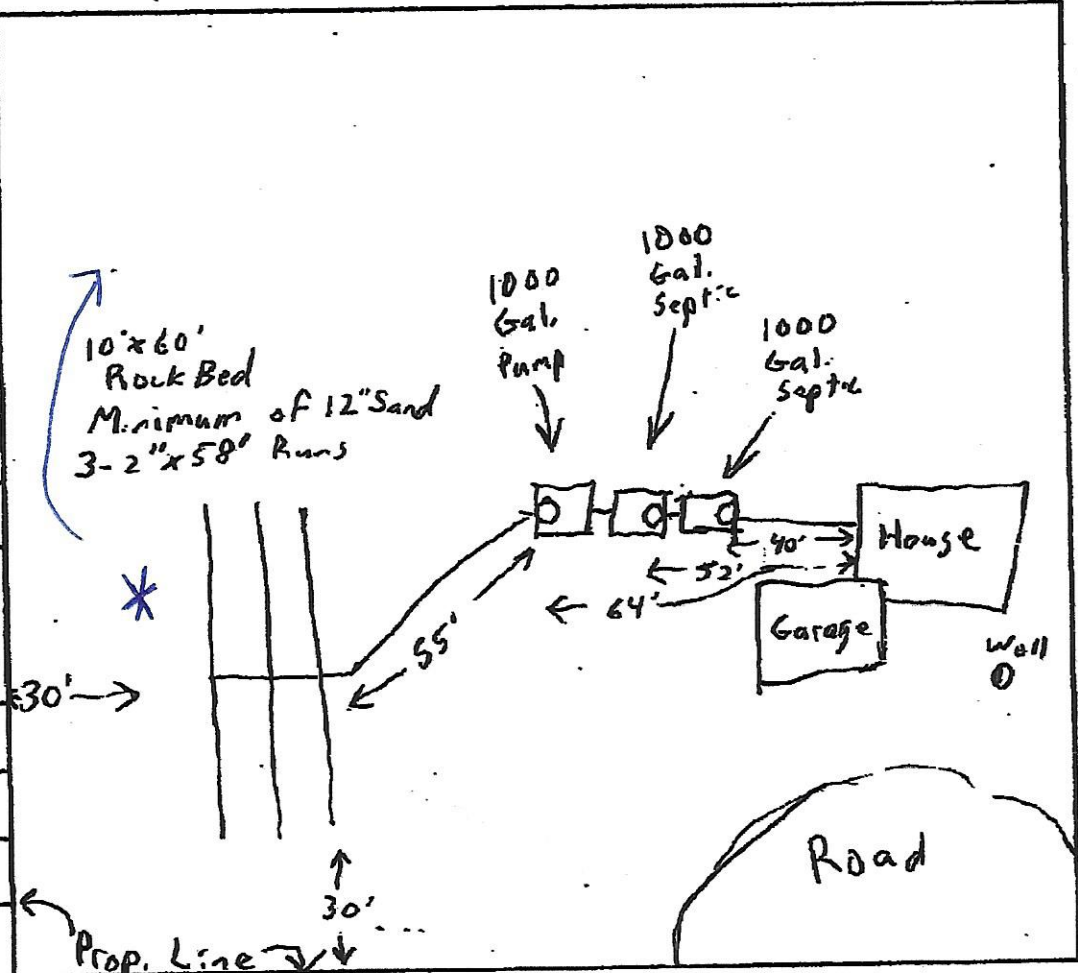 1000
Gal.
Septic
1000
Gal.
Pump
1000
Gal.
Septic
10'x60'
Rock Bed
Minimum of 12" Sand
3-2"x58' Runs
*
House
40'
52'
64'
Garage
55'
Well
30'
Road
30'
Prop. Line